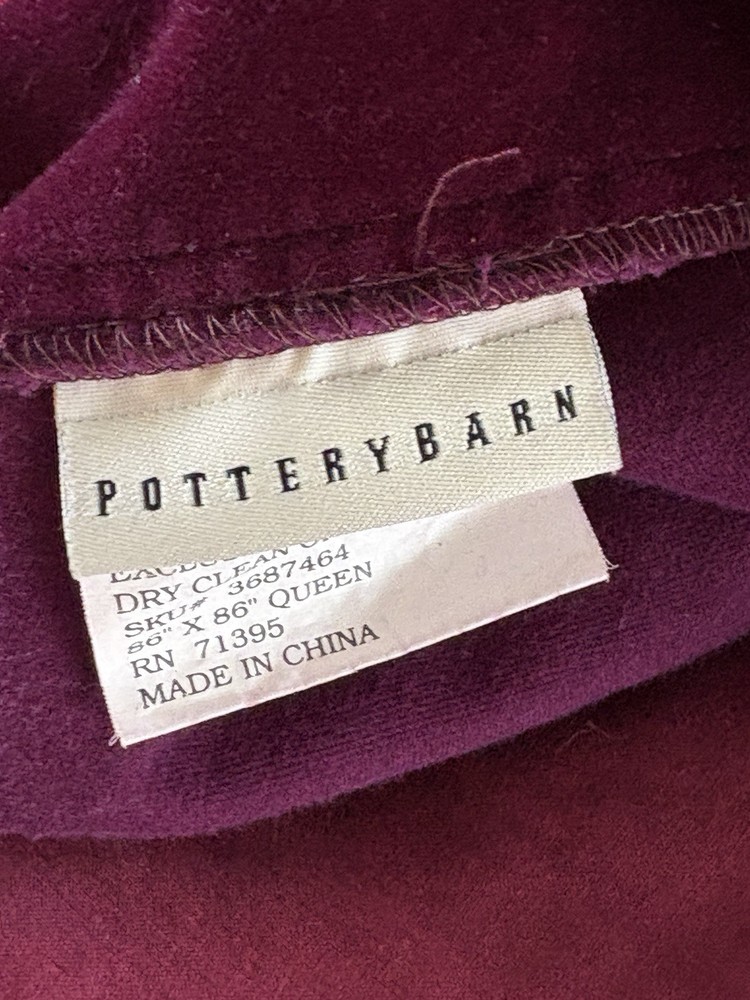 POTTERYBARN
DRY CLEAN
SKU# 3687464
86" X 86" QUEEN
RN 71395
MADE IN CHINA